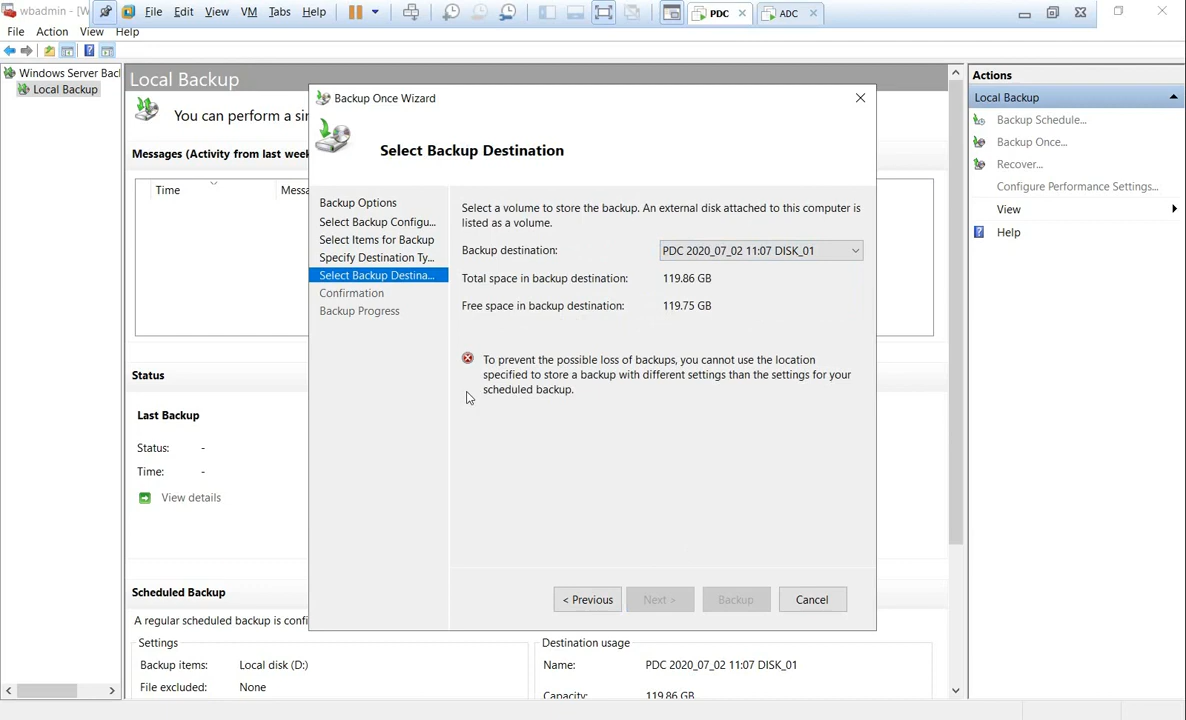 wbadmin - [W
File Edit View VM Tabs Help
PDC
ADC
File Action View Help
Windows Server Bacl
Local Backup
Local Backup
You can perform a sin
Messages (Activity from last week
Time
Messa
Status
Last Backup
Status: -
Time: -
View details
Scheduled Backup
A regular scheduled backup is confi
Settings
Backup items: Local disk (D:)
File excluded: None
Destination usage
Name: PDC 2020_07_02 11:07 DISK_01
Capacity: 119.86 GB
Backup Once Wizard
Select Backup Destination
Backup Options
Select Backup Configu...
Select Items for Backup
Specify Destination Ty...
Select Backup Destina...
Confirmation
Backup Progress
Select a volume to store the backup. An external disk attached to this computer is
listed as a volume.
Backup destination: PDC 2020_07_02 11:07 DISK_01
Total space in backup destination: 119.86 GB
Free space in backup destination: 119.75 GB
To prevent the possible loss of backups, you cannot use the location
specified to store a backup with different settings than the settings for your
scheduled backup.
< Previous Next > Backup Cancel
Actions
Local Backup
Backup Schedule...
Backup Once...
Recover...
Configure Performance Settings...
View
Help